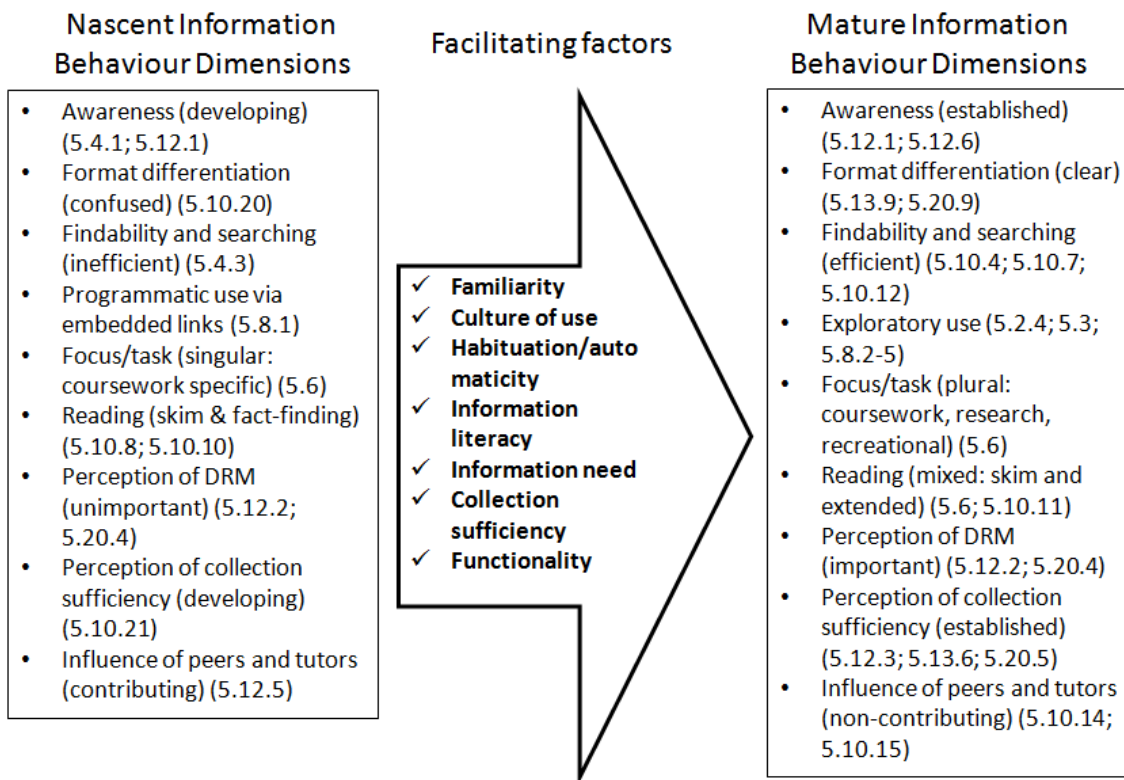 Nascent Information
Behaviour Dimensions
• Awareness (developing)
(5.4.1; 5.12.1)
• Format differentiation
(confused) (5.10.20)
• Findability and searching
(inefficient) (5.4.3)
• Programmatic use via
embedded links (5.8.1)
• Focus/task (singular:
coursework specific) (5.6)
• Reading (skim & fact-finding)
(5.10.8; 5.10.10)
• Perception of DRM
(unimportant) (5.12.2;
5.20.4)
• Perception of collection
sufficiency (developing)
(5.10.21)
• Influence of peers and tutors
(contributing) (5.12.5)
Facilitating factors
✓ Familiarity
✓ Culture of use
✓ Habituation/auto
maticity
✓ Information
literacy
✓ Information need
✓ Collection
sufficiency
✓ Functionality
Mature Information
Behaviour Dimensions
• Awareness (established)
(5.12.1; 5.12.6)
• Format differentiation (clear)
(5.13.9; 5.20.9)
• Findability and searching
(efficient) (5.10.4; 5.10.7;
5.10.12)
• Exploratory use (5.2.4; 5.3;
5.8.2-5)
• Focus/task (plural:
coursework, research,
recreational) (5.6)
• Reading (mixed: skim and
extended) (5.6; 5.10.11)
• Perception of DRM
(important) (5.12.2; 5.20.4)
• Perception of collection
sufficiency (established)
(5.12.3; 5.13.6; 5.20.5)
• Influence of peers and tutors
(non-contributing) (5.10.14;
5.10.15)